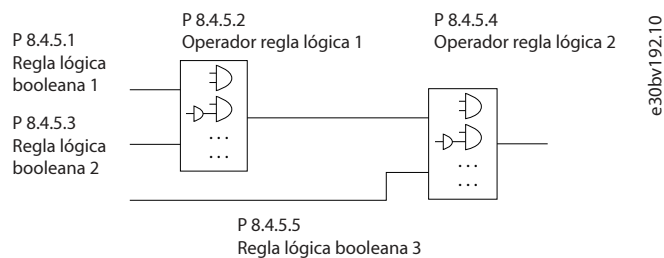 P 8.4.5.1
Regla lógica
booleana 1
P 8.4.5.2
Operador regla lógica 1
P 8.4.5.4
Operador regla lógica 2
P 8.4.5.3
Regla lógica
booleana 2
...
...
...
...
P 8.4.5.5
Regla lógica booleana 3
e30bv192.10